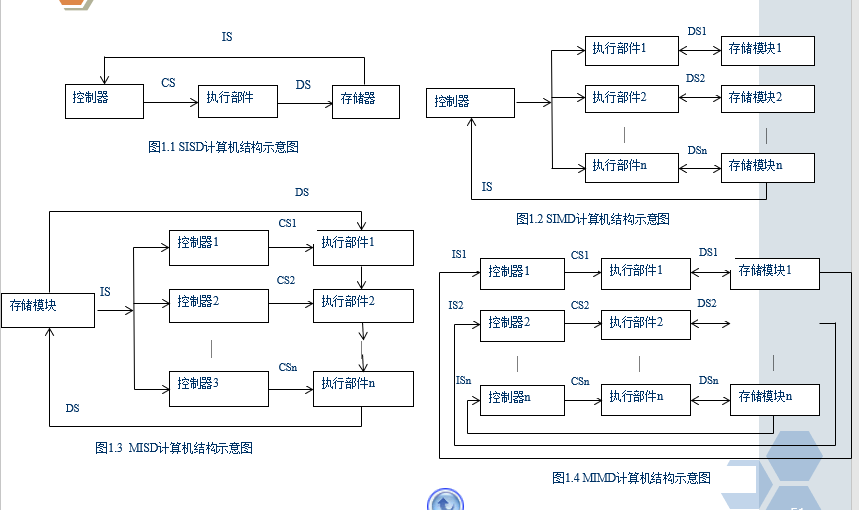 IS
控制器
CS
执行部件
DS
存储器
图1.1 SISD计算机结构示意图
控制器
执行部件1
DS1
存储模块1
执行部件2
DS2
存储模块2
执行部件n
DSn
存储模块n
IS
图1.2 SIMD计算机结构示意图
DS
存储模块
IS
控制器1
CS1
执行部件1
控制器2
CS2
执行部件2
控制器3
CSn
执行部件n
DS
图1.3 MISD计算机结构示意图
IS1
控制器1
CS1
执行部件1
DS1
存储模块1
IS2
控制器2
CS2
执行部件2
DS2
ISn
控制器n
CSn
执行部件n
DSn
存储模块n
图1.4 MIMD计算机结构示意图